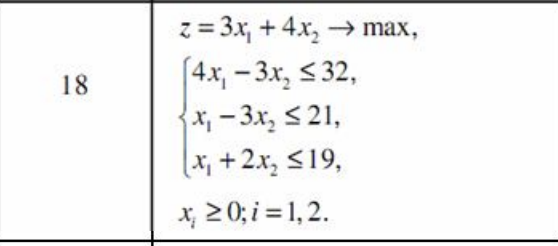 18
z = 3x₁ + 4x₂ → max,
4x₁ − 3x₂ ≤ 32,
x₁ − 3x₂ ≤ 21,
x₁ + 2x₂ ≤ 19,
xᵢ ≥ 0; i = 1, 2.